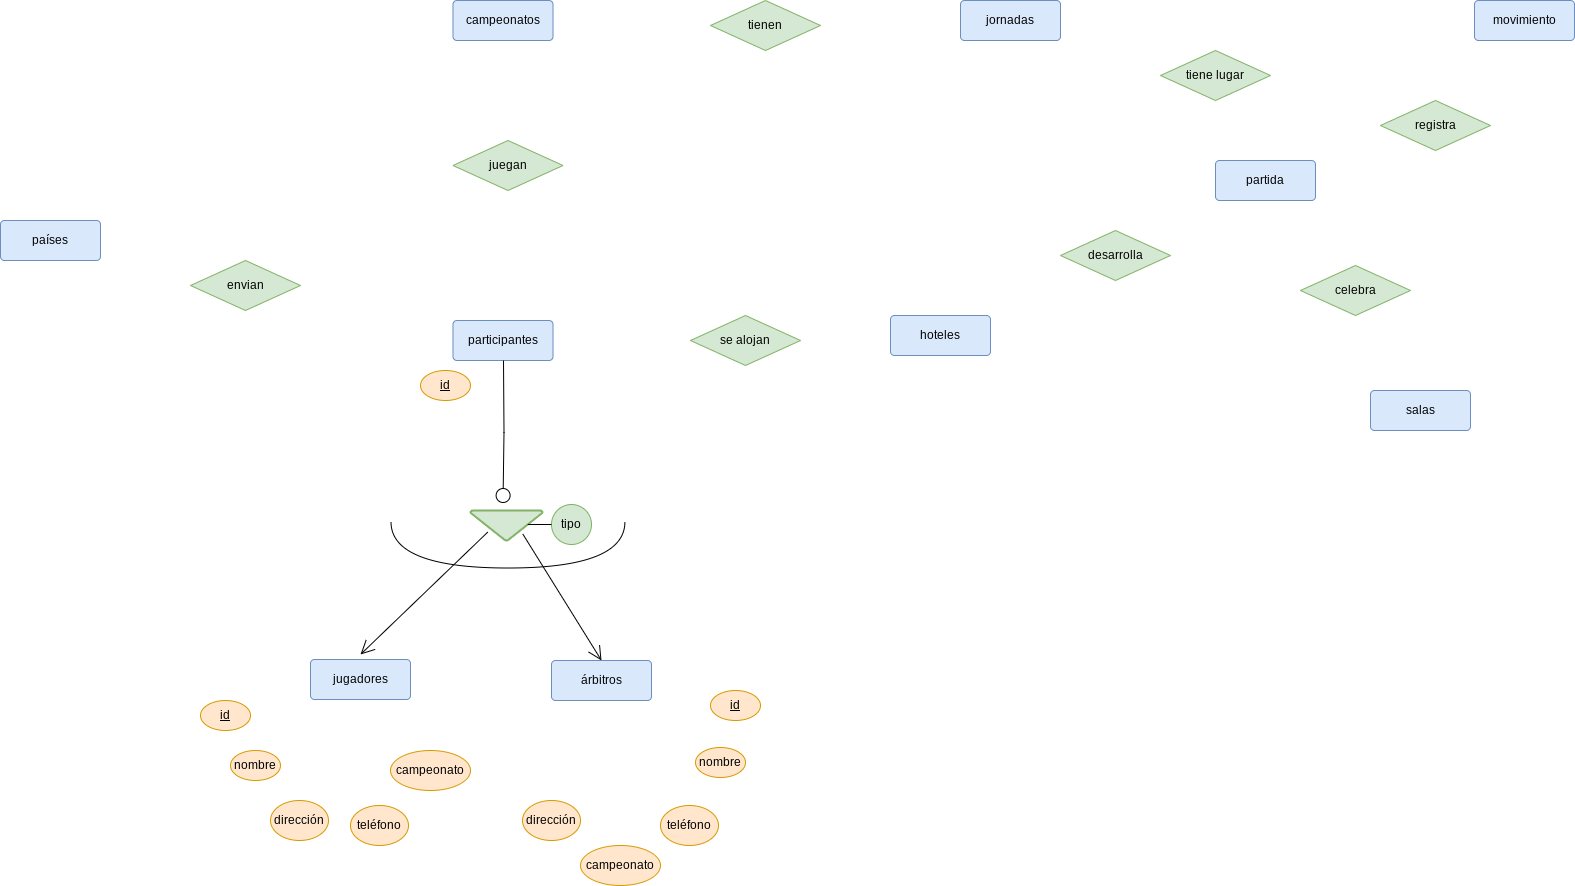 campeonatos
tienen
jornadas
movimiento
tiene lugar
registra
juegan
partida
países
desarrolla
envian
celebra
participantes
se alojan
hoteles
id
salas
tipo
jugadores
árbitros
id
id
nombre
campeonato
nombre
dirección
teléfono
dirección
teléfono
campeonato